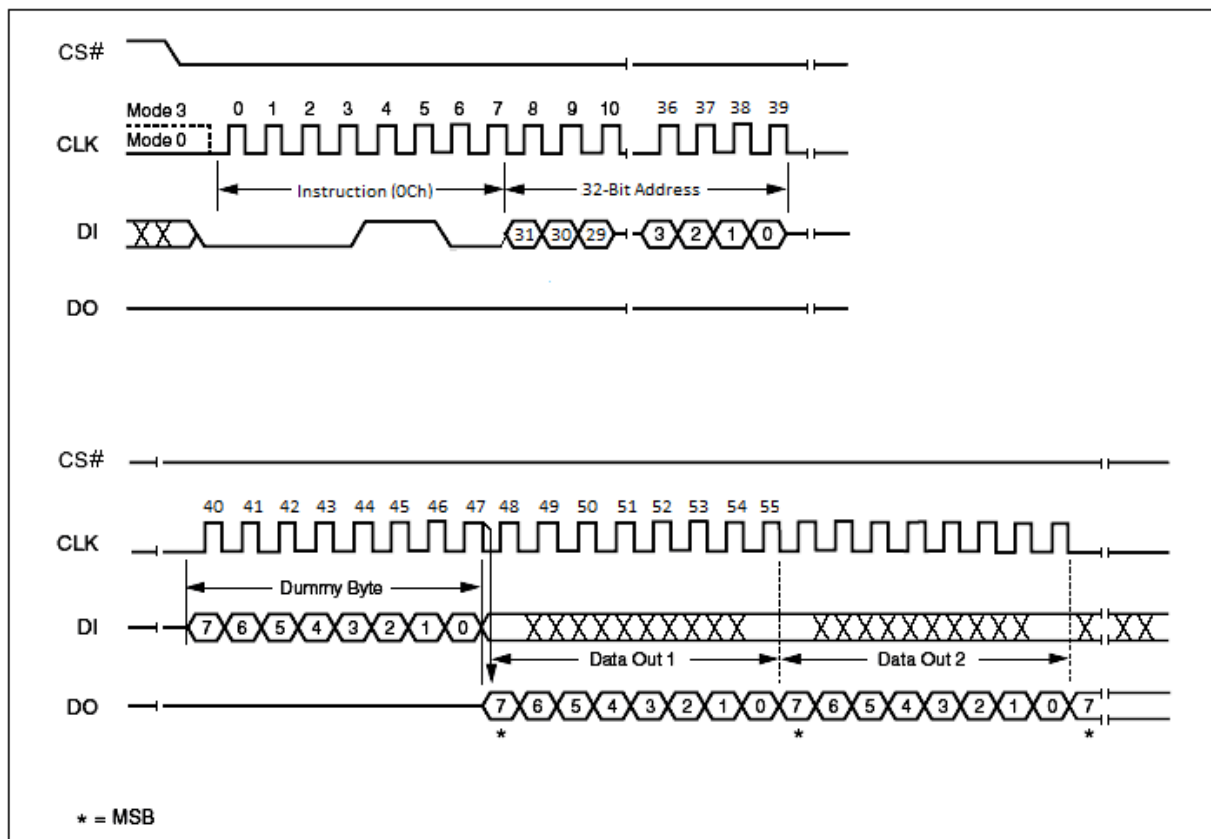 CS#
Mode 3 0 1 2 3 4 5 6 7 8 9 10 36 37 38 39
CLK Mode 0
Instruction (0Ch) 32-Bit Address
DI 31 30 29 3 2 1 0
DO
CS#
40 41 42 43 44 45 46 47 48 49 50 51 52 53 54 55
CLK
Dummy Byte
DI 7 6 5 4 3 2 1 0
Data Out 1 Data Out 2
DO 7 6 5 4 3 2 1 0 7 6 5 4 3 2 1 0 7
* * *
* = MSB